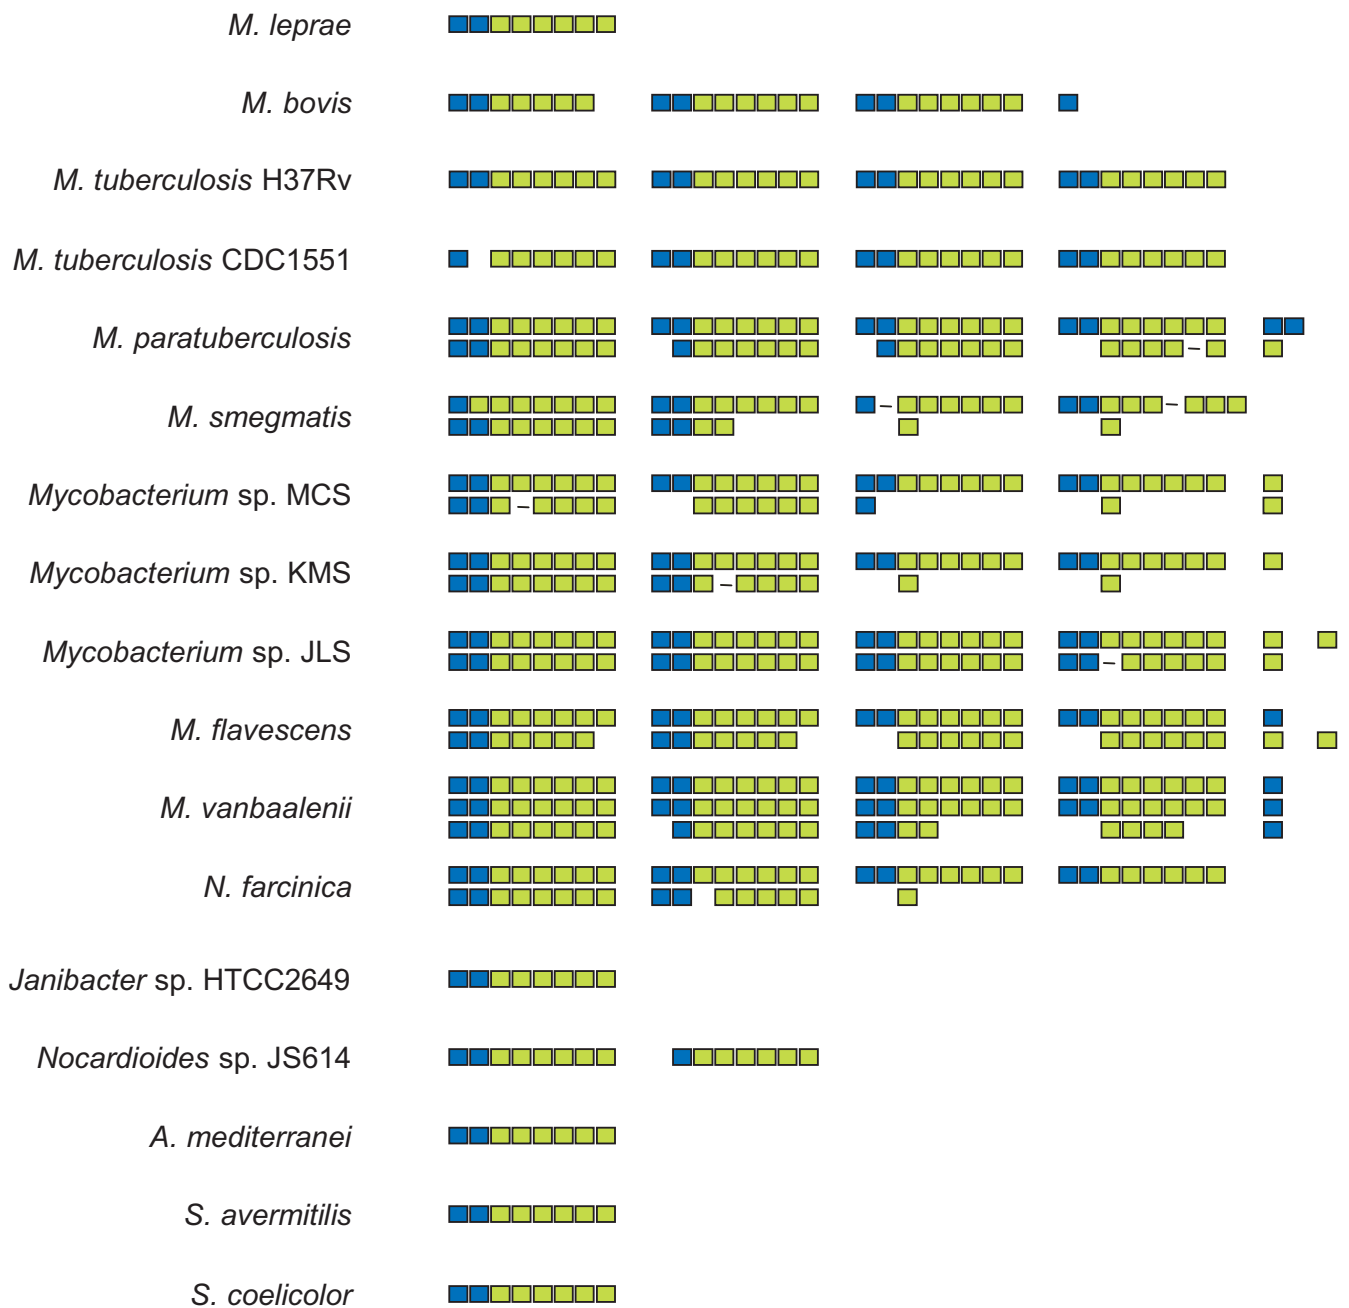 M. leprae
M. bovis
M. tuberculosis H37Rv
M. tuberculosis CDC1551
M. paratuberculosis
M. smegmatis
Mycobacterium sp. MCS
Mycobacterium sp. KMS
Mycobacterium sp. JLS
M. flavescens
M. vanbaalenii
N. farcinica
Janibacter sp. HTCC2649
Nocardioides sp. JS614
A. mediterranei
S. avermitilis
S. coelicolor